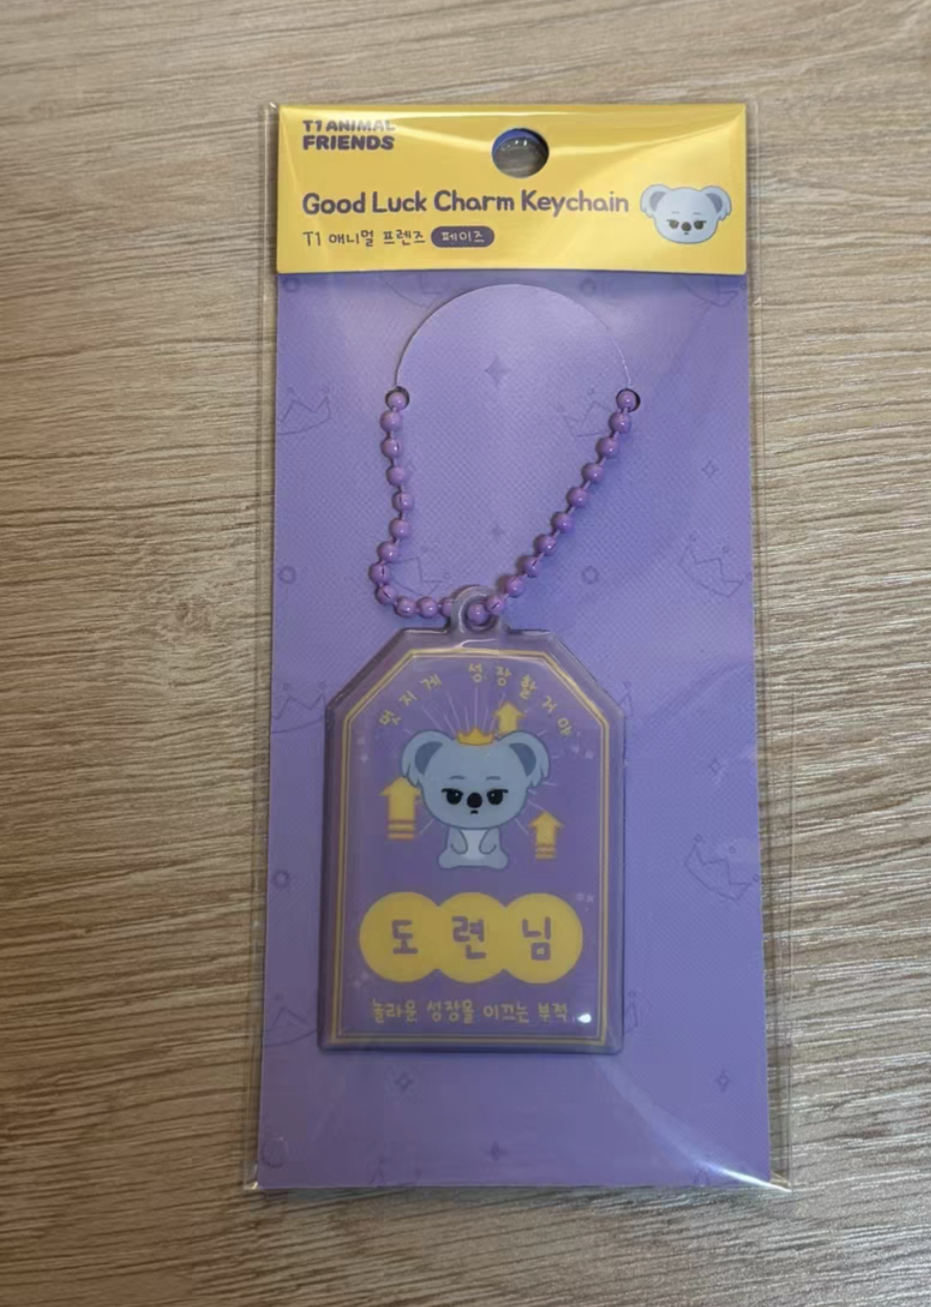 T1 ANIMAL
FRIENDS
Good Luck Charm Keychain
T1 애니멀 프렌즈 페이즈
멋지게 성장할거야
도련님
놀라운 성장을 이끄는 부적